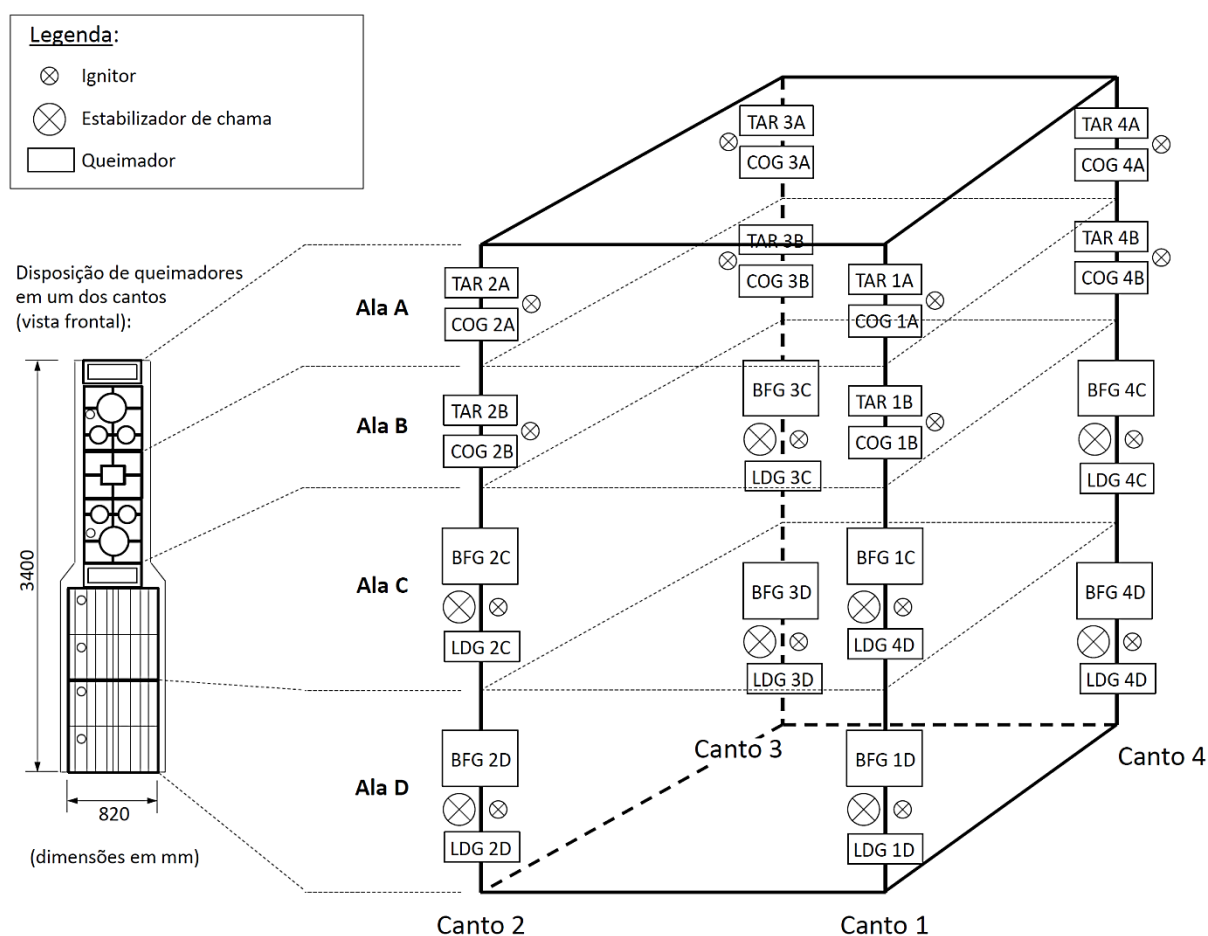 Legenda:
Ignitor
Estabilizador de chama
Queimador
TAR 3A
COG 3A
TAR 4A
COG 4A
TAR 3B
COG 3B
TAR 4B
COG 4B
Disposição de queimadores
em um dos cantos
(vista frontal):
Ala A
TAR 2A
COG 2A
TAR 1A
COG 1A
Ala B
TAR 2B
COG 2B
TAR 1B
COG 1B
BFG 3C
LDG 3C
BFG 4C
LDG 4C
3400
Ala C
BFG 2C
LDG 2C
BFG 1C
LDG 4D
BFG 3D
LDG 3D
BFG 4D
LDG 4D
Canto 3
Canto 4
Ala D
BFG 2D
LDG 2D
BFG 1D
LDG 1D
820
(dimensões em mm)
Canto 2
Canto 1